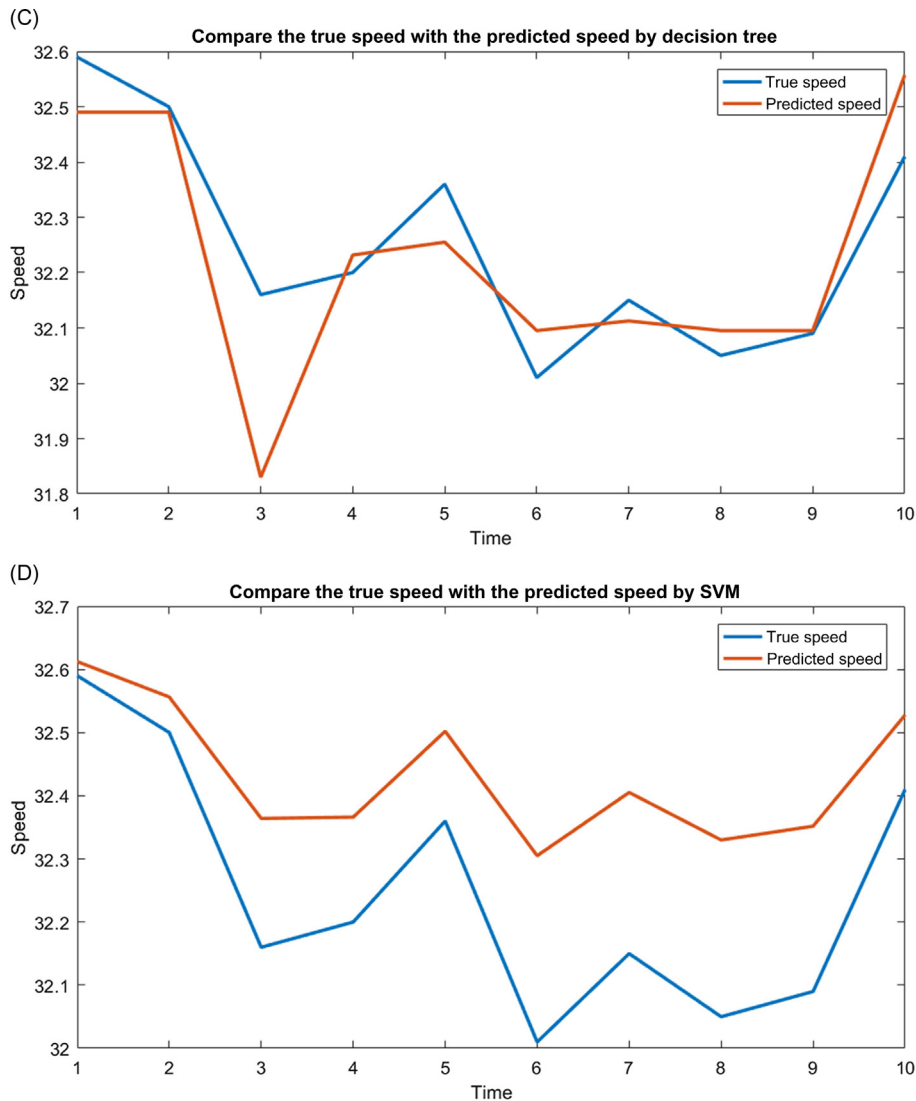 (C)
Compare the true speed with the predicted speed by decision tree
32.6
32.5
32.4
32.3
32.2
32.1
32
31.9
31.8
Speed
True speed
Predicted speed
1 2 3 4 5 6 7 8 9 10
Time
(D)
Compare the true speed with the predicted speed by SVM
32.7
32.6
32.5
32.4
32.3
32.2
32.1
32
Speed
True speed
Predicted speed
1 2 3 4 5 6 7 8 9 10
Time